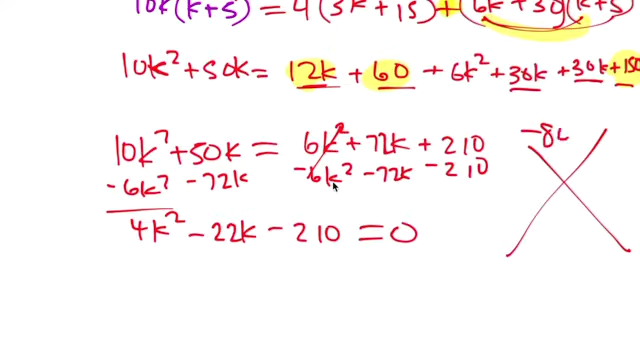 10k(k+5) = 4(3k+15) + (6k+30)(k+5)
10k²+50k = 12k + 60 + 6k² + 30k + 30k + 150
10k²+50k = 6k² + 72k + 210
-6k² -72k -6k² -72k -210
4k² - 22k - 210 = 0